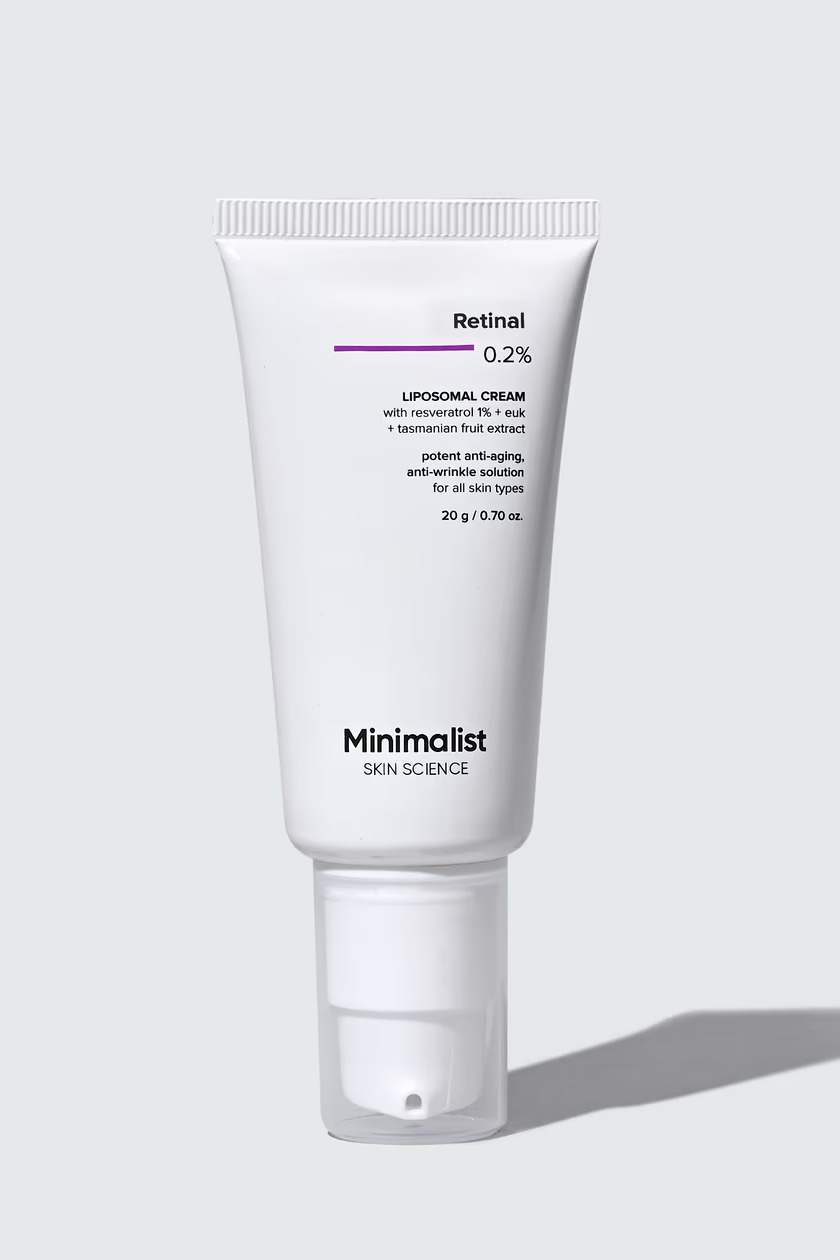 Retinal
0.2%
LIPOSOMAL CREAM
with resveratrol 1% + euk
+ tasmanian fruit extract
potent anti-aging,
anti-wrinkle solution
for all skin types
20 g / 0.70 oz.
Minimalist
SKIN SCIENCE